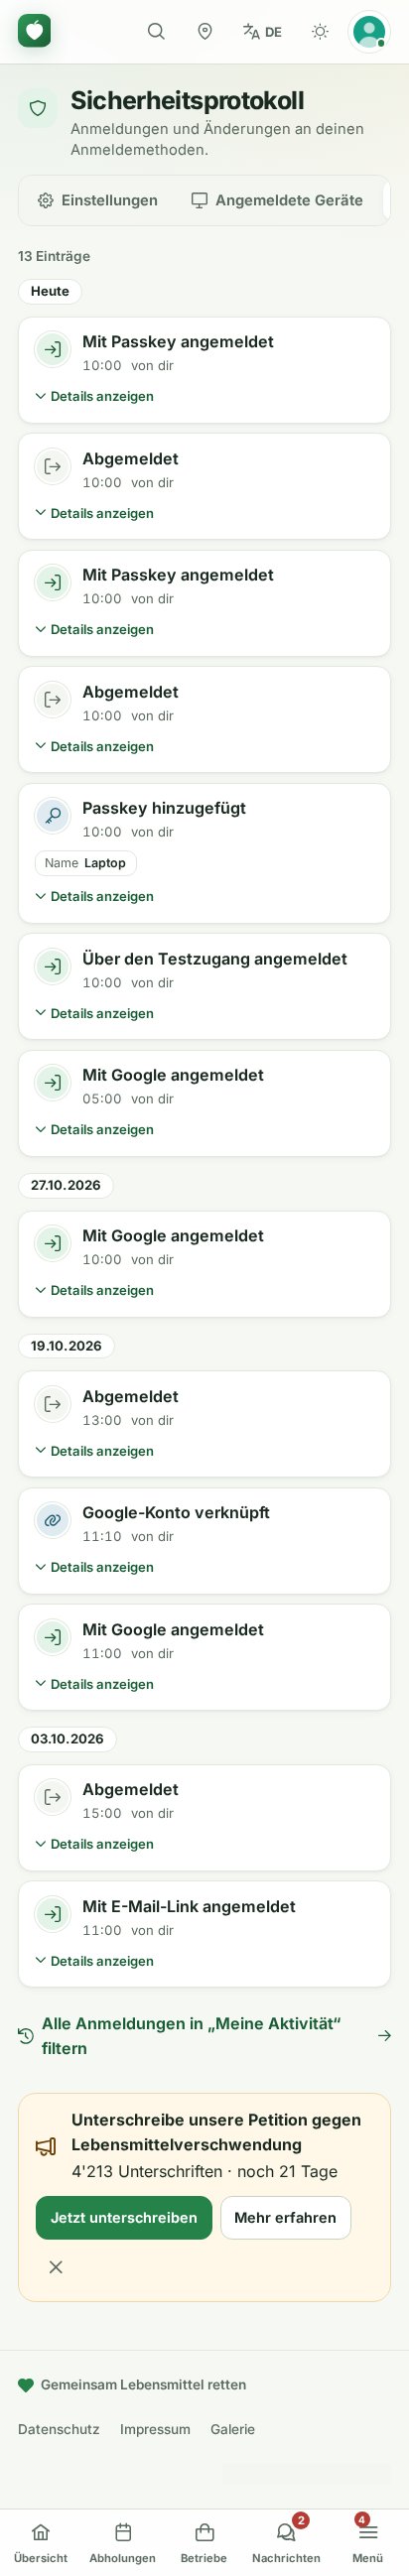 DE
Sicherheitsprotokoll
Anmeldungen und Änderungen an deinen
Anmeldemethoden.
Einstellungen
Angemeldete Geräte
13 Einträge
Heute
Mit Passkey angemeldet
10:00 von dir
Details anzeigen
Abgemeldet
10:00 von dir
Details anzeigen
Mit Passkey angemeldet
10:00 von dir
Details anzeigen
Abgemeldet
10:00 von dir
Details anzeigen
Passkey hinzugefügt
10:00 von dir
Name Laptop
Details anzeigen
Über den Testzugang angemeldet
10:00 von dir
Details anzeigen
Mit Google angemeldet
05:00 von dir
Details anzeigen
27.10.2026
Mit Google angemeldet
10:00 von dir
Details anzeigen
19.10.2026
Abgemeldet
13:00 von dir
Details anzeigen
Google-Konto verknüpft
11:10 von dir
Details anzeigen
Mit Google angemeldet
11:00 von dir
Details anzeigen
03.10.2026
Abgemeldet
15:00 von dir
Details anzeigen
Mit E-Mail-Link angemeldet
11:00 von dir
Details anzeigen
Alle Anmeldungen in „Meine Aktivität“
filtern
Unterschreibe unsere Petition gegen
Lebensmittelverschwendung
4'213 Unterschriften · noch 21 Tage
Jetzt unterschreiben
Mehr erfahren
Gemeinsam Lebensmittel retten
Datenschutz Impressum Galerie
2
4
Übersicht Abholungen Betriebe Nachrichten Menü